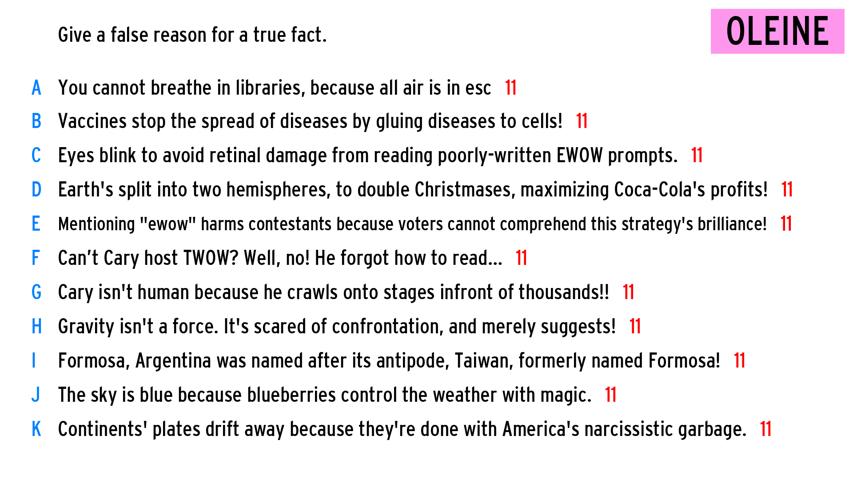 Give a false reason for a true fact.
OLEINE
A You cannot breathe in libraries, because all air is in esc 11
B Vaccines stop the spread of diseases by gluing diseases to cells! 11
C Eyes blink to avoid retinal damage from reading poorly-written EWOW prompts. 11
D Earth's split into two hemispheres, to double Christmases, maximizing Coca-Cola's profits! 11
E Mentioning "ewow" harms contestants because voters cannot comprehend this strategy's brilliance! 11
F Can’t Cary host TWOW? Well, no! He forgot how to read... 11
G Cary isn't human because he crawls onto stages infront of thousands!! 11
H Gravity isn't a force. It's scared of confrontation, and merely suggests! 11
I Formosa, Argentina was named after its antipode, Taiwan, formerly named Formosa! 11
J The sky is blue because blueberries control the weather with magic. 11
K Continents' plates drift away because they're done with America's narcissistic garbage. 11